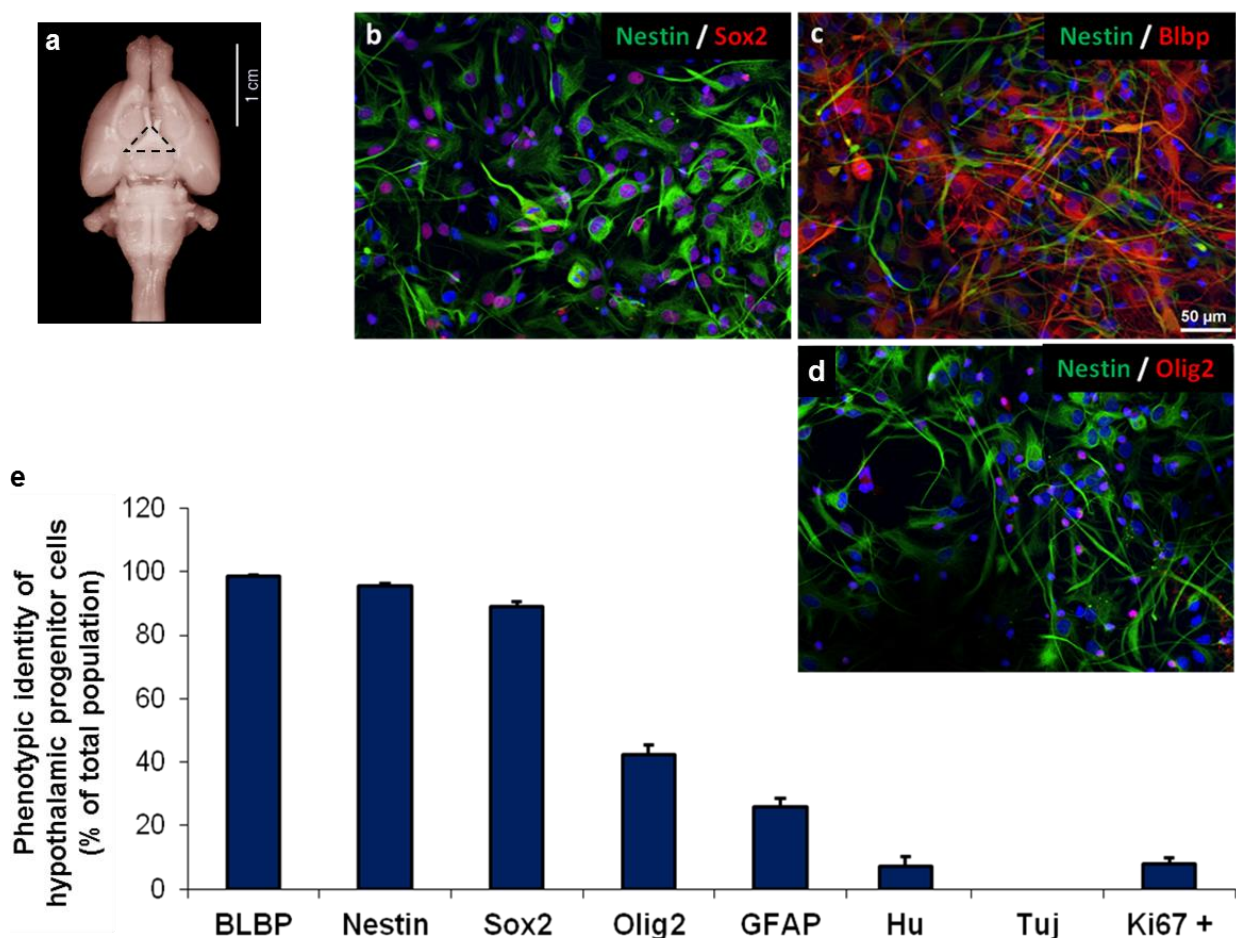 a
1 cm
b
Nestin / Sox2
c
Nestin / Blbp
50 µm
d
Nestin / Olig2
e
Phenotypic identity of
hypothalamic progenitor cells
(% of total population)
120
100
80
60
40
20
0
BLBP Nestin Sox2 Olig2 GFAP Hu Tuj Ki67 +